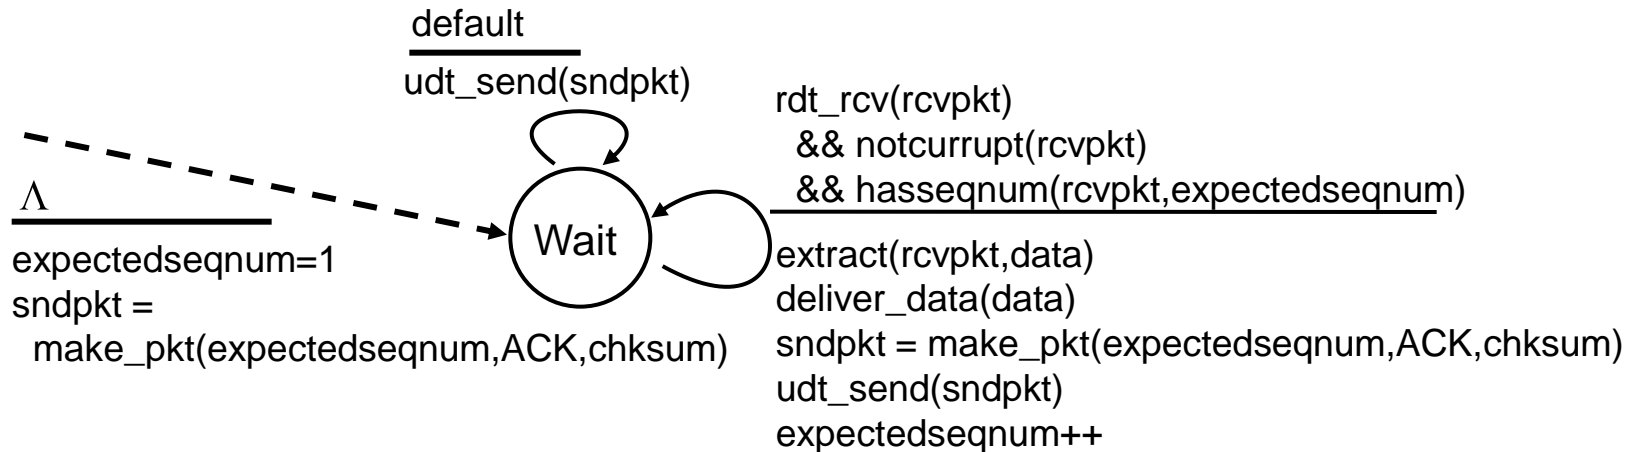 default
udt_send(sndpkt)
rdt_rcv(rcvpkt)
&& notcurrupt(rcvpkt)
&& hasseqnum(rcvpkt,expectedseqnum)
Λ
Wait
expectedseqnum=1
sndpkt =
make_pkt(expectedseqnum,ACK,chksum)
extract(rcvpkt,data)
deliver_data(data)
sndpkt = make_pkt(expectedseqnum,ACK,chksum)
udt_send(sndpkt)
expectedseqnum++